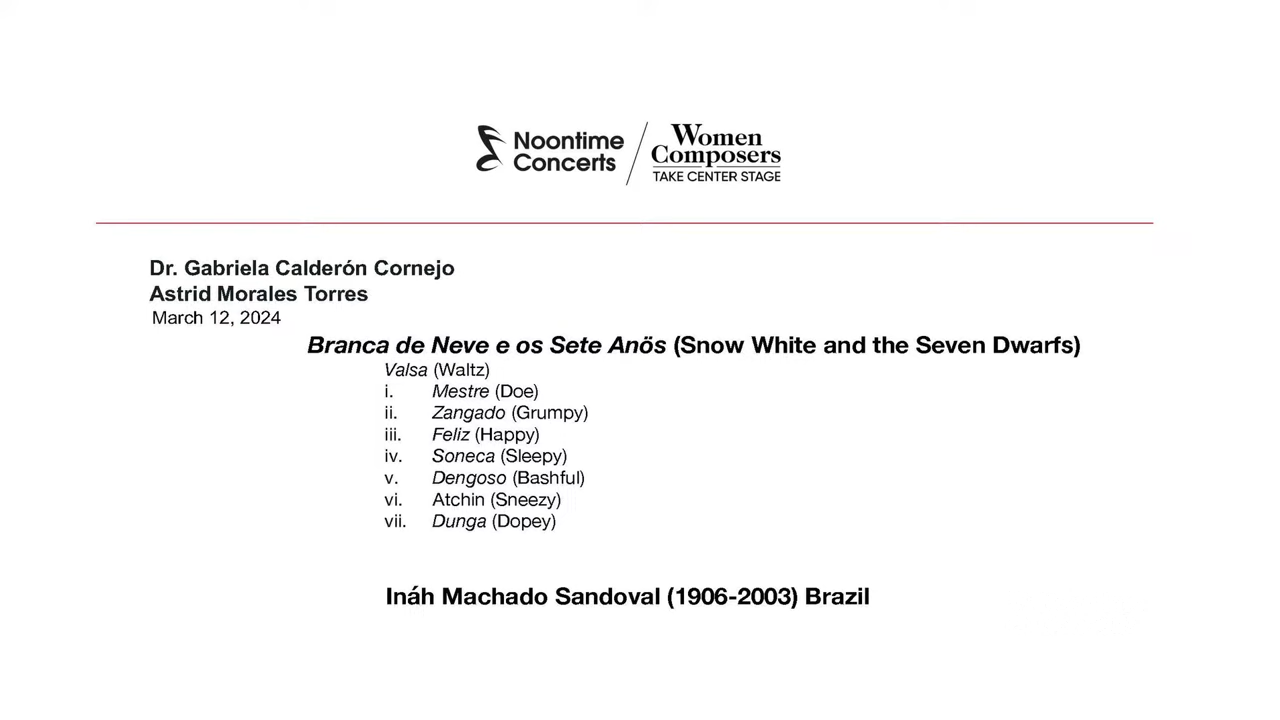 Noontime
Concerts
Women
Composers
TAKE CENTER STAGE
Dr. Gabriela Calderón Cornejo
Astrid Morales Torres
March 12, 2024
Branca de Neve e os Sete Anös (Snow White and the Seven Dwarfs)
Valsa (Waltz)
i. Mestre (Doe)
ii. Zangado (Grumpy)
iii. Feliz (Happy)
iv. Soneca (Sleepy)
v. Dengoso (Bashful)
vi. Atchin (Sneezy)
vii. Dunga (Dopey)
Ináh Machado Sandoval (1906-2003) Brazil